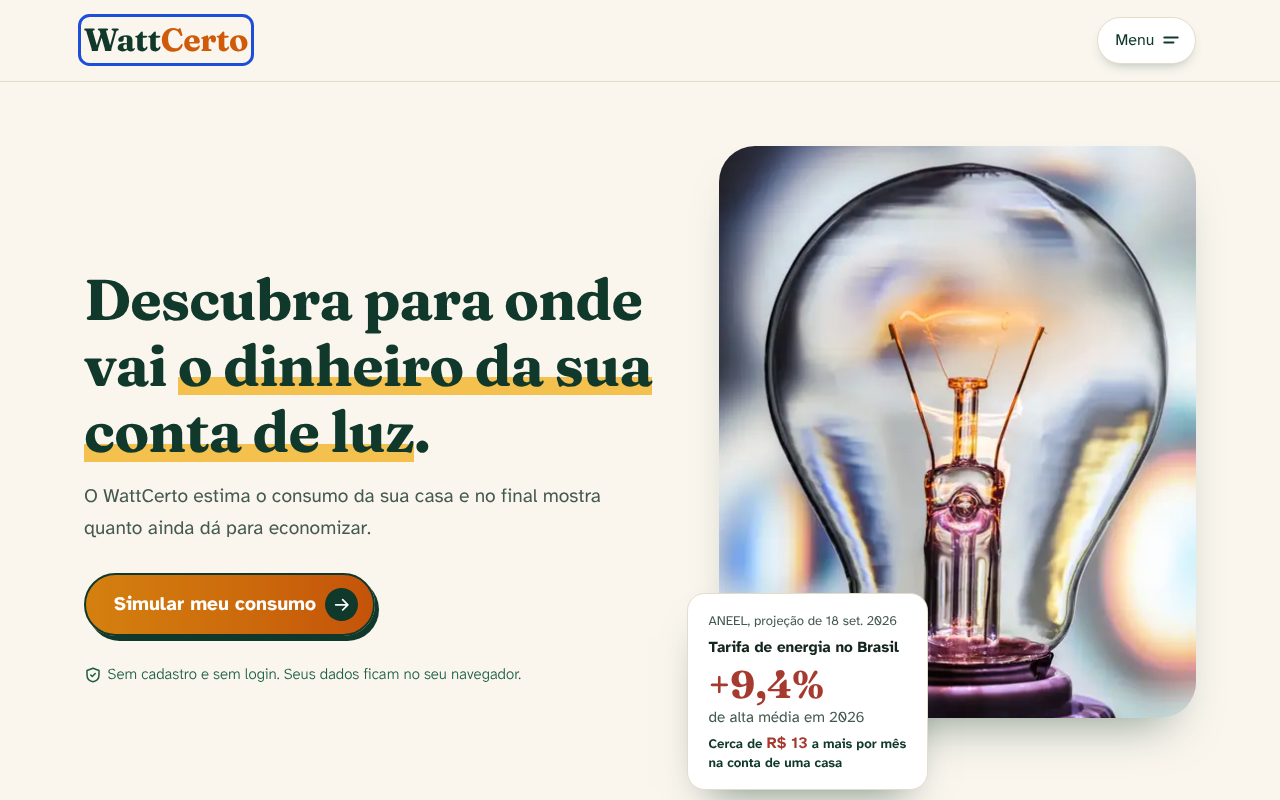 WattCerto
Menu
Descubra para onde
vai o dinheiro da sua
conta de luz.
O WattCerto estima o consumo da sua casa e no final mostra
quanto ainda dá para economizar.
Simular meu consumo
Sem cadastro e sem login. Seus dados ficam no seu navegador.
ANEEL, projeção de 18 set. 2026
Tarifa de energia no Brasil
+9,4%
de alta média em 2026
Cerca de R$ 13 a mais por mês
na conta de uma casa